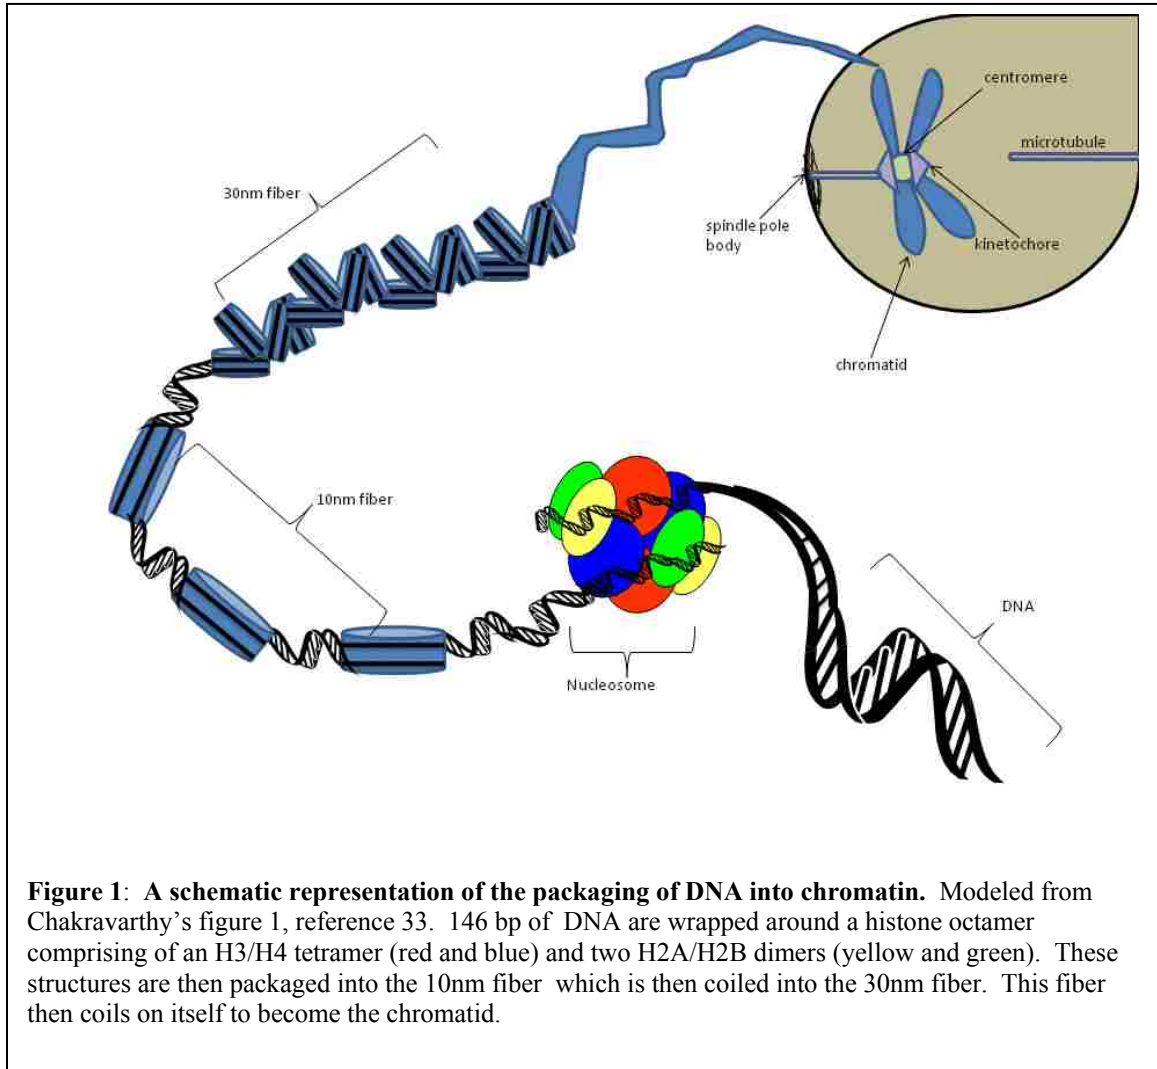 centromere
microtubule
30nm fiber
spindle pole
body
kinetochore
chromatid
10nm fiber
DNA
Nucleosome
Figure 1:  A schematic representation of the packaging of DNA into chromatin.  Modeled from
Chakravarthy's figure 1, reference 33.  146 bp of  DNA are wrapped around a histone octamer
comprising of an H3/H4 tetramer (red and blue) and two H2A/H2B dimers (yellow and green).  These
structures are then packaged into the 10nm fiber  which is then coiled into the 30nm fiber.  This fiber
then coils on itself to become the chromatid.